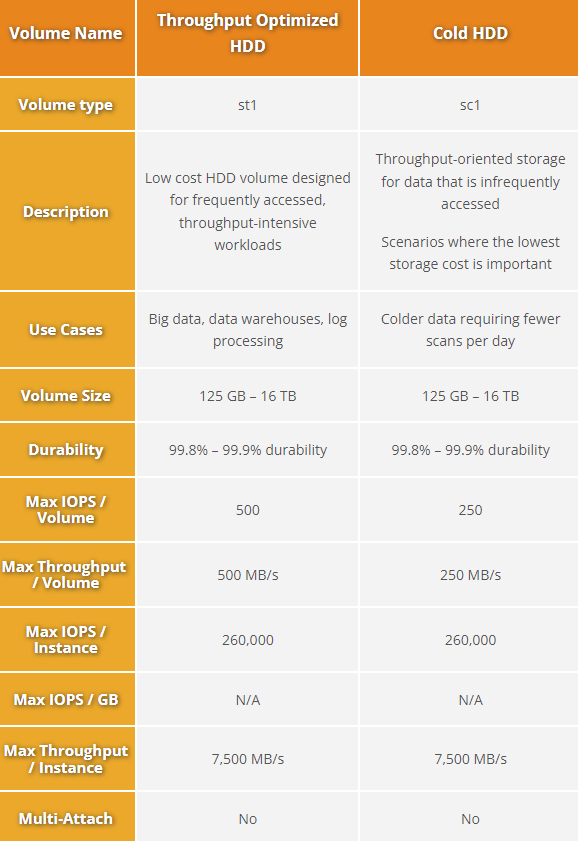 Volume Name
Throughput Optimized
HDD
Cold HDD
Volume type
st1
sc1
Description
Low cost HDD volume designed
for frequently accessed,
throughput-intensive
workloads
Throughput-oriented storage
for data that is infrequently
accessed
Scenarios where the lowest
storage cost is important
Use Cases
Big data, data warehouses, log
processing
Colder data requiring fewer
scans per day
Volume Size
125 GB – 16 TB
125 GB – 16 TB
Durability
99.8% – 99.9% durability
99.8% – 99.9% durability
Max IOPS /
Volume
500
250
Max Throughput
/ Volume
500 MB/s
250 MB/s
Max IOPS /
Instance
260,000
260,000
Max IOPS / GB
N/A
N/A
Max Throughput
/ Instance
7,500 MB/s
7,500 MB/s
Multi-Attach
No
No